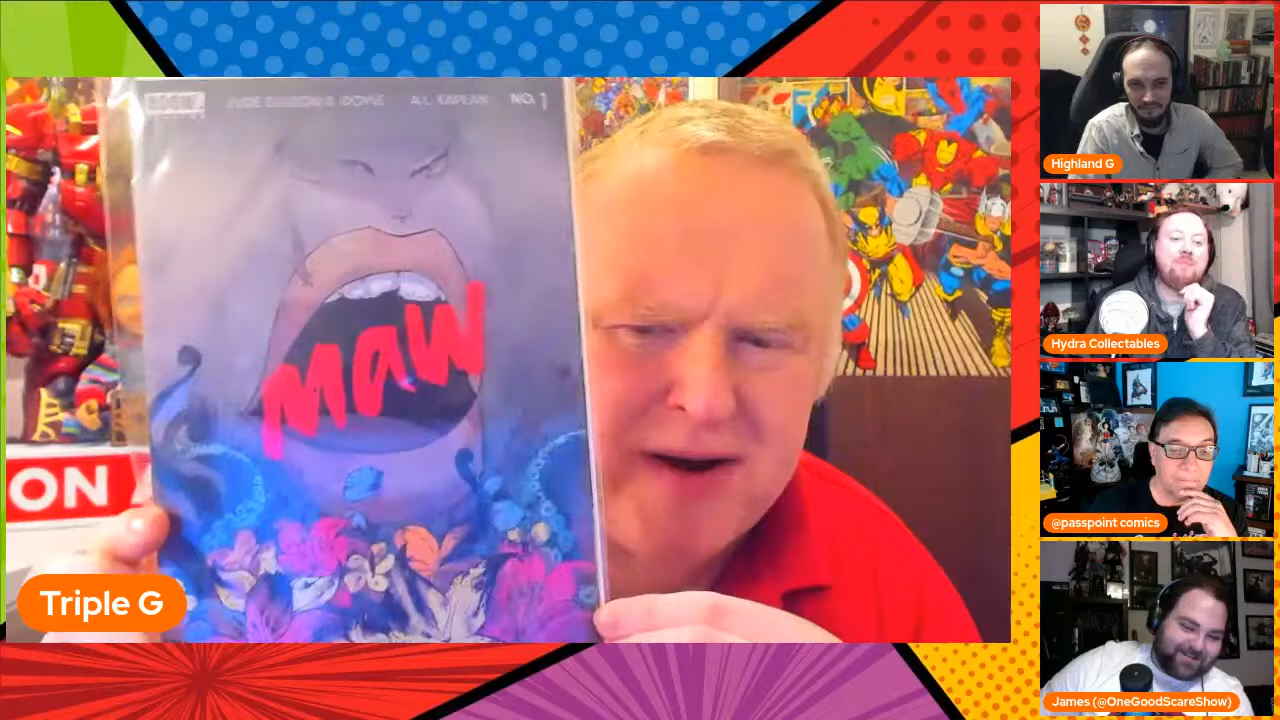 BOOM! JUDE ELLISON S. DOYLE A.L. KAPLAN NO. 1
MaW
ON
Triple G
Highland G
Hydra Collectables
@passpoint comics
James (@OneGoodScareShow)